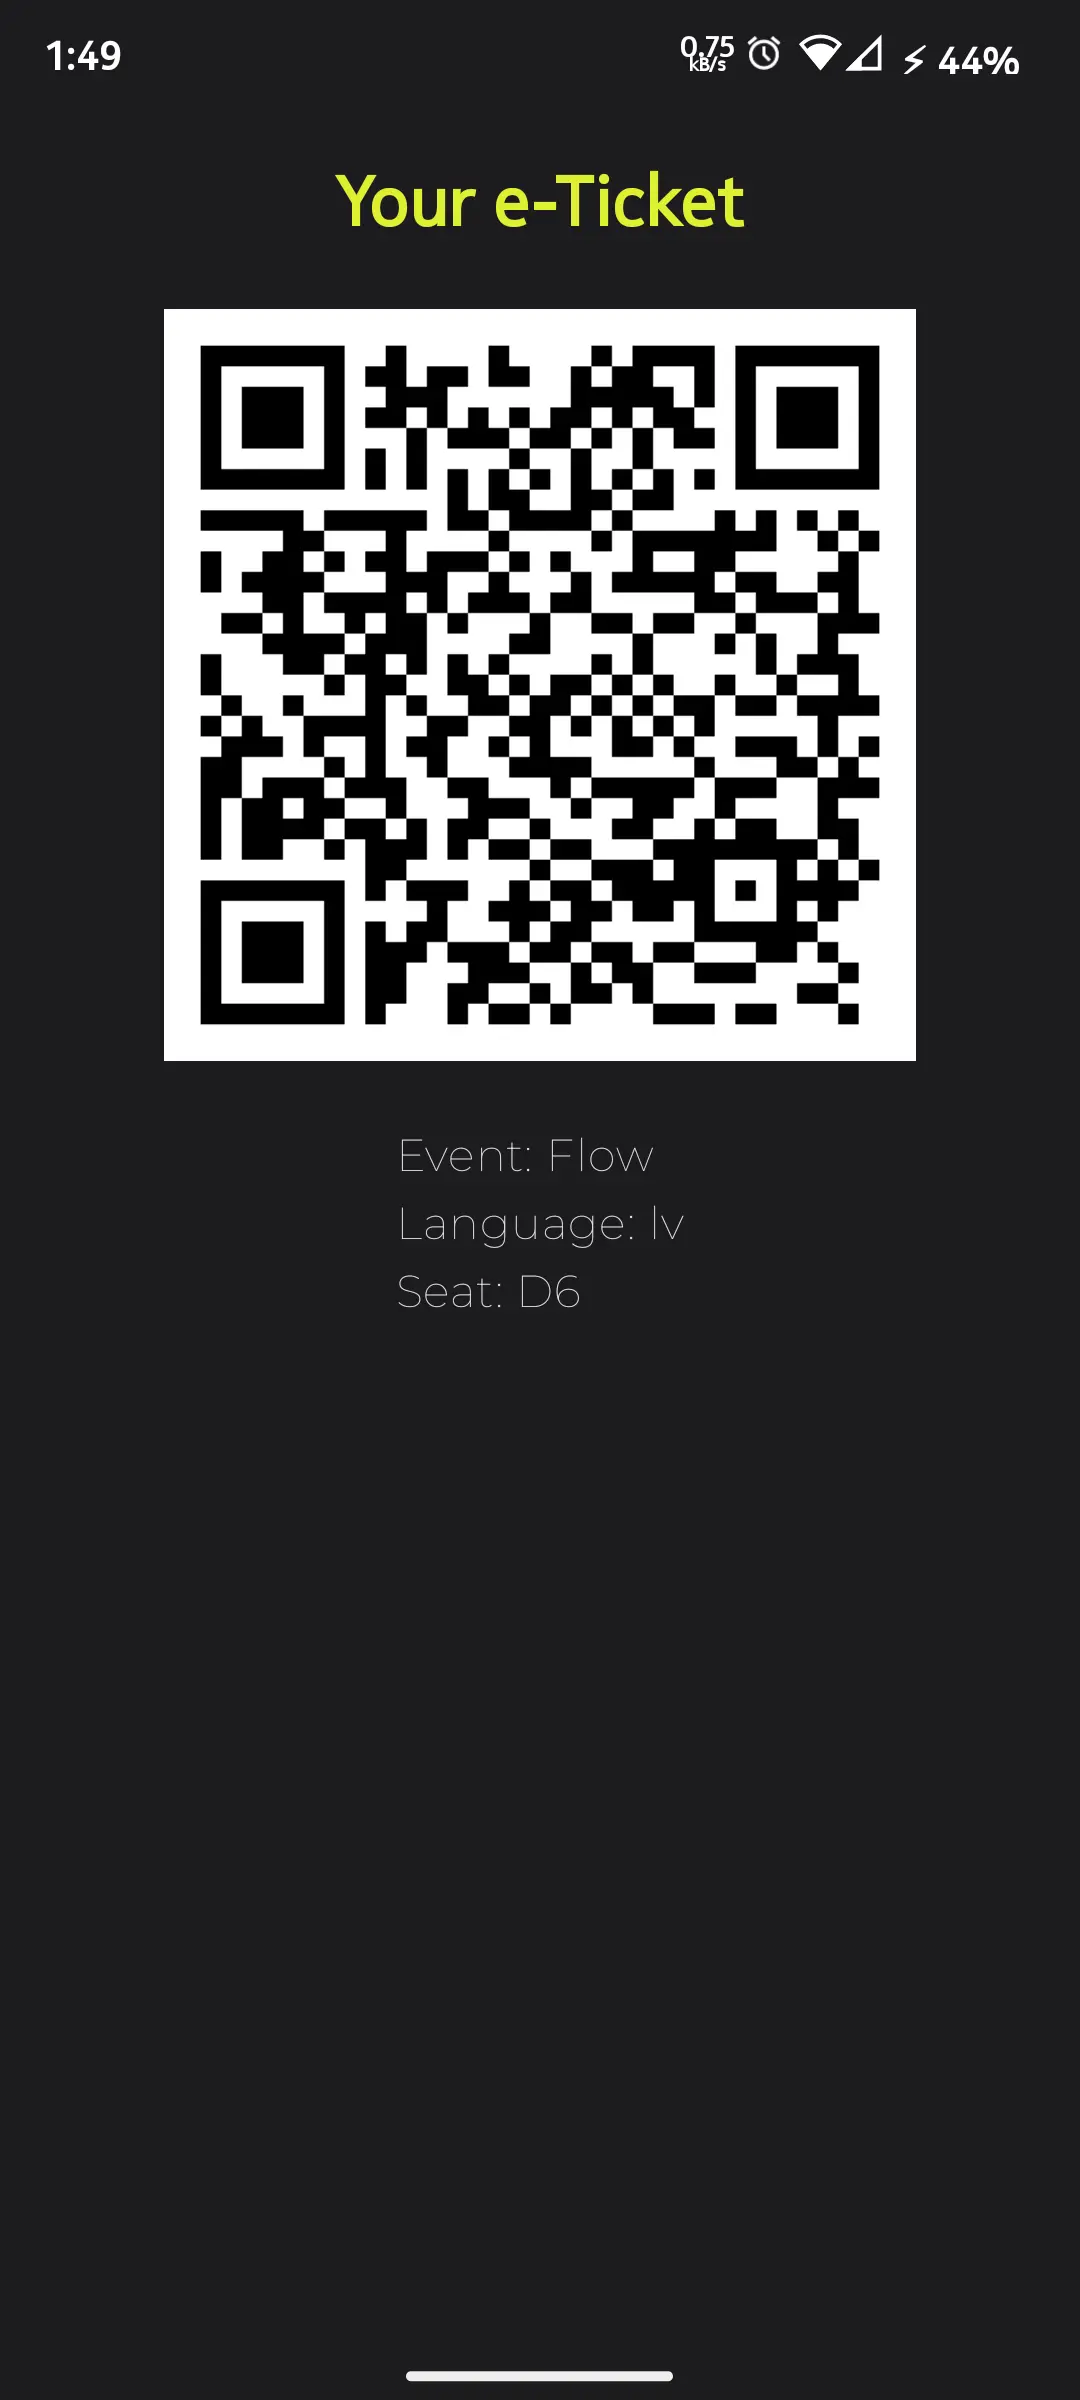 1:49
0.75
kB/s
44%
Your e-Ticket
Event: Flow
Language: lv
Seat: D6